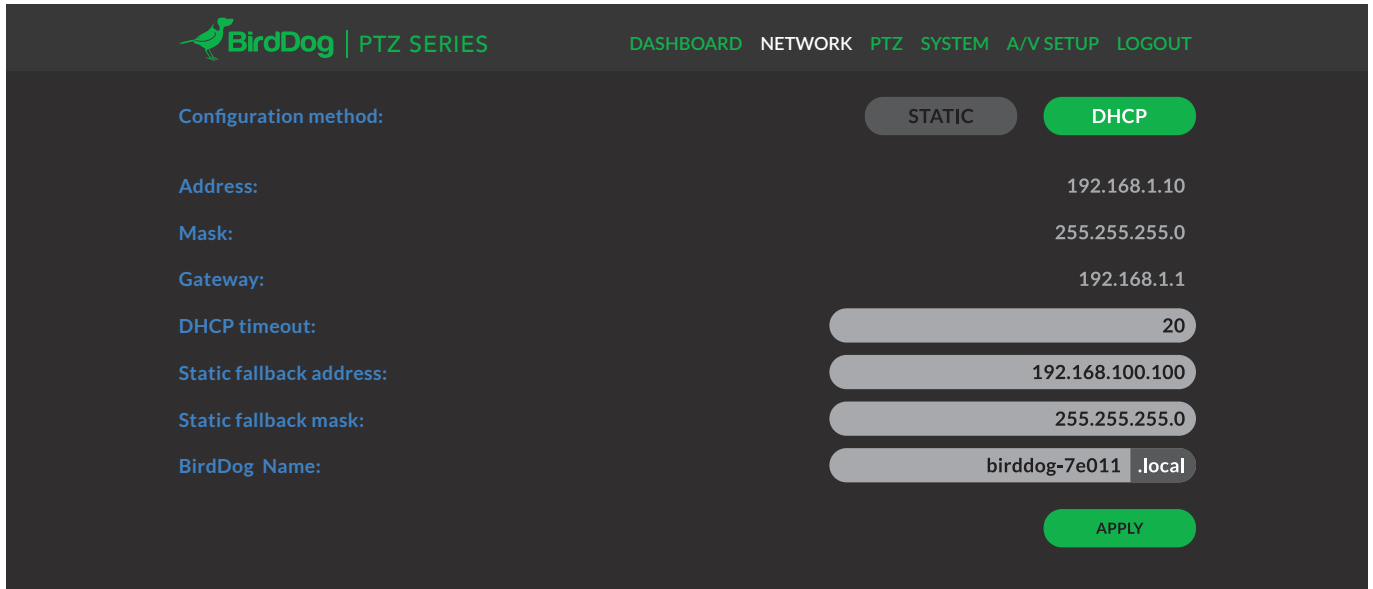 BirdDog | PTZ SERIES DASHBOARD NETWORK PTZ SYSTEM A/V SETUP LOGOUT
Configuration method: STATIC DHCP
Address: 192.168.1.10
Mask: 255.255.255.0
Gateway: 192.168.1.1
DHCP timeout: 20
Static fallback address: 192.168.100.100
Static fallback mask: 255.255.255.0
BirdDog Name: birddog-7e011 .local
APPLY